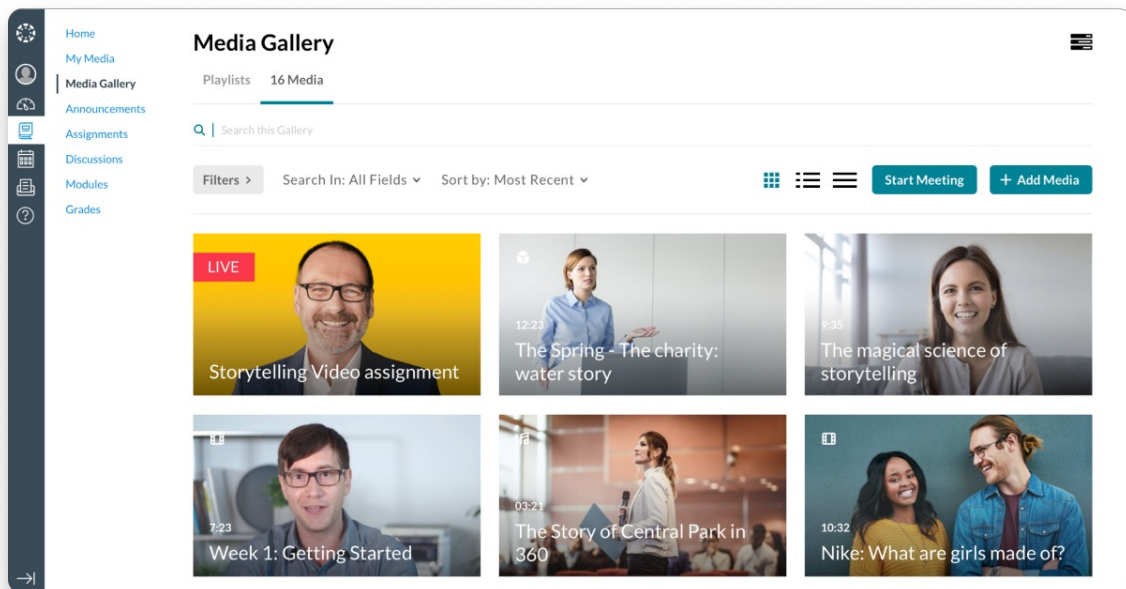 Home
My Media
Media Gallery
Announcements
Assignments
Discussions
Modules
Grades
Media Gallery
Playlists 16 Media
Search this Gallery
Filters > Search In: All Fields Sort by: Most Recent Start Meeting + Add Media
LIVE
Storytelling Video assignment
12:23
The Spring - The charity:
water story
9:35
The magical science of
storytelling
7:23
Week 1: Getting Started
03:21
The Story of Central Park in
360
10:32
Nike: What are girls made of?